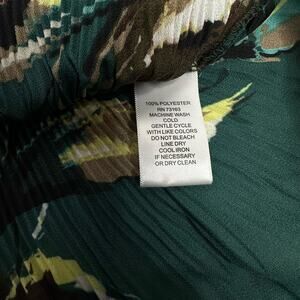 100% POLYESTER
RN 73163
MACHINE WASH
COLD
GENTLE CYCLE
WITH LIKE COLORS
DO NOT BLEACH
LINE DRY
COOL IRON
IF NECESSARY
OR DRY CLEAN